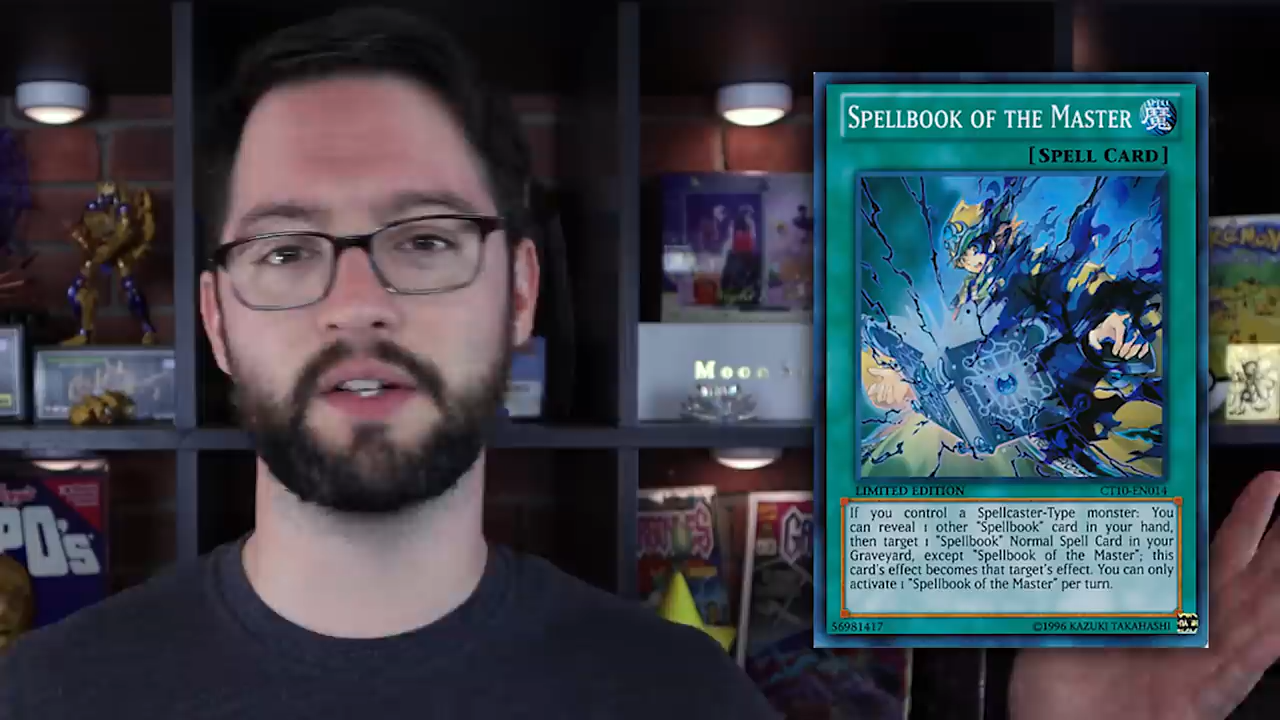 SPELLBOOK OF THE MASTER 魔
[SPELL CARD]
LIMITED EDITION CT10-EN014
If you control a Spellcaster-Type monster: You
can reveal 1 other "Spellbook" card in your hand,
then target 1 "Spellbook" Normal Spell Card in your
Graveyard, except "Spellbook of the Master"; this
card's effect becomes that target's effect. You can only
activate 1 "Spellbook of the Master" per turn.
56981417 ©1996 KAZUKI TAKAHASHI
Moon
PO's